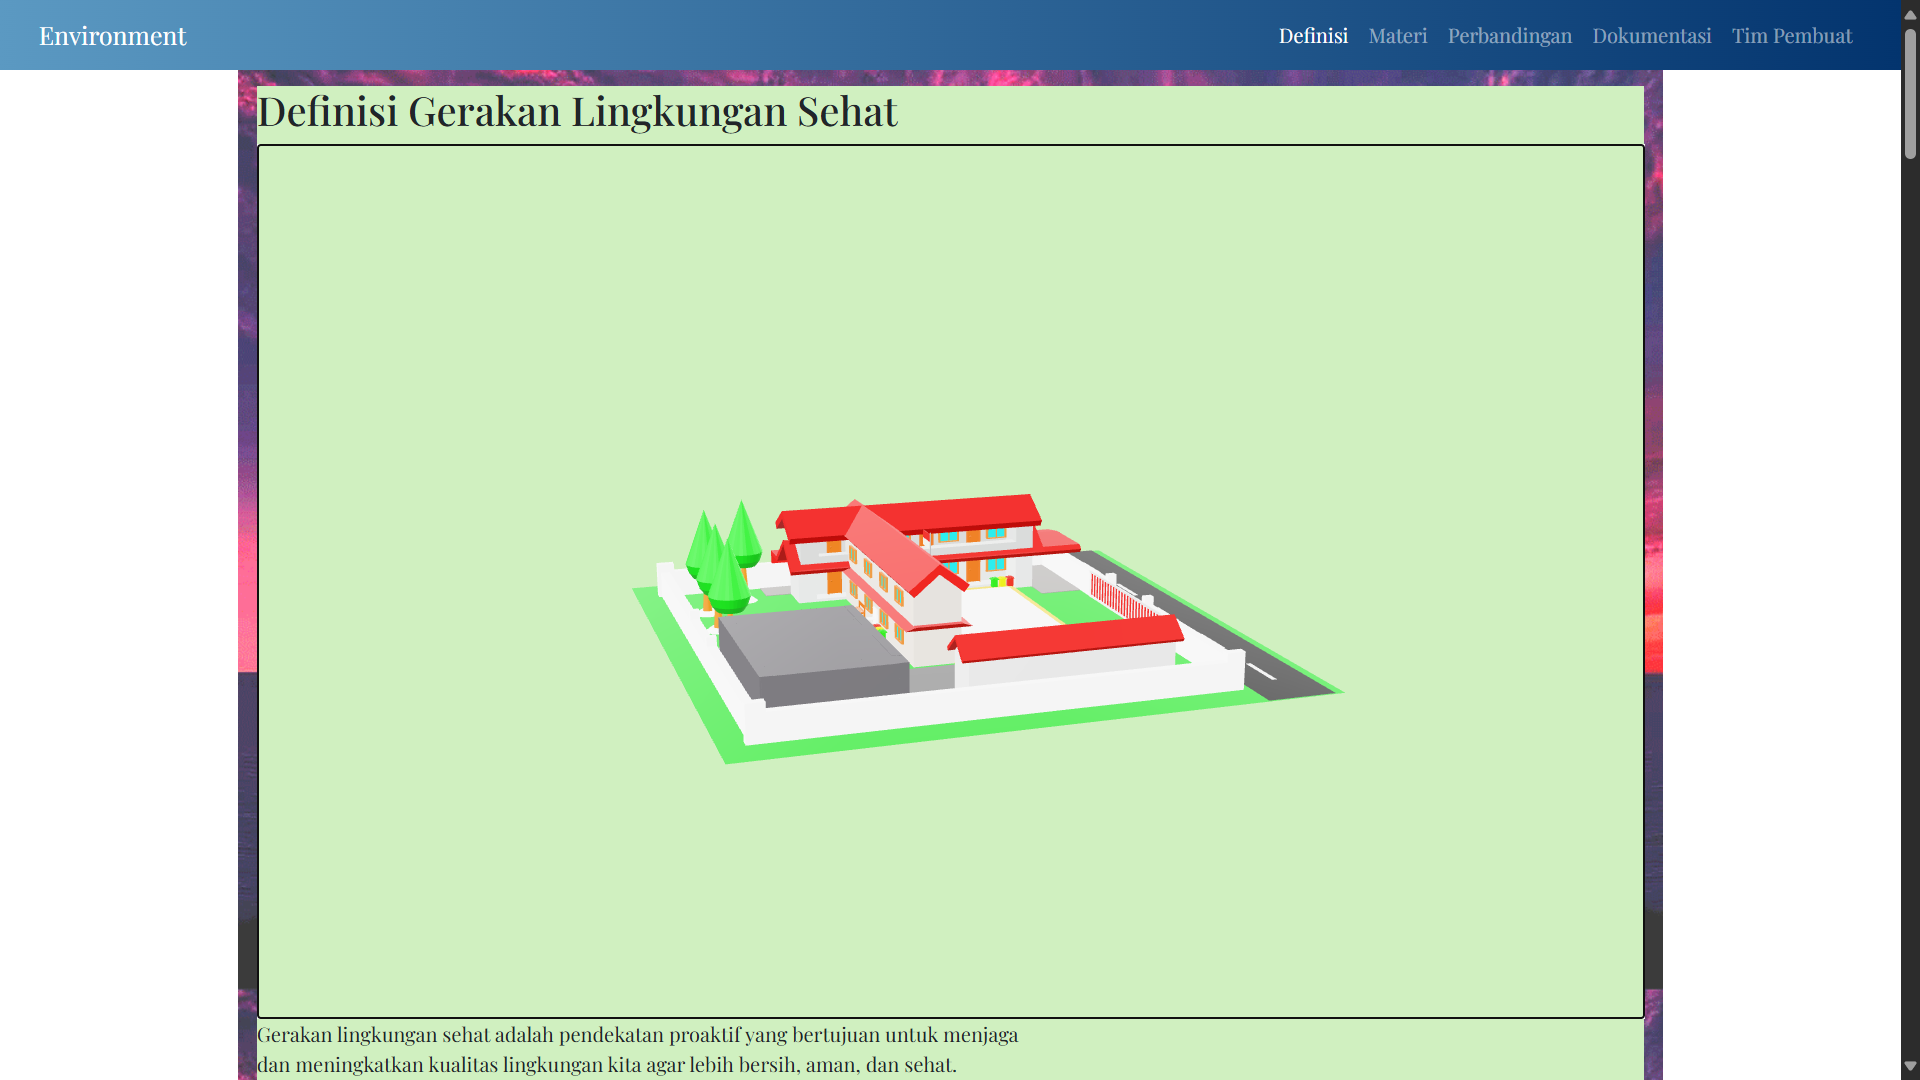 Environment
Definisi Materi Perbandingan Dokumentasi Tim Pembuat
Definisi Gerakan Lingkungan Sehat
Gerakan lingkungan sehat adalah pendekatan proaktif yang bertujuan untuk menjaga
dan meningkatkan kualitas lingkungan kita agar lebih bersih, aman, dan sehat.